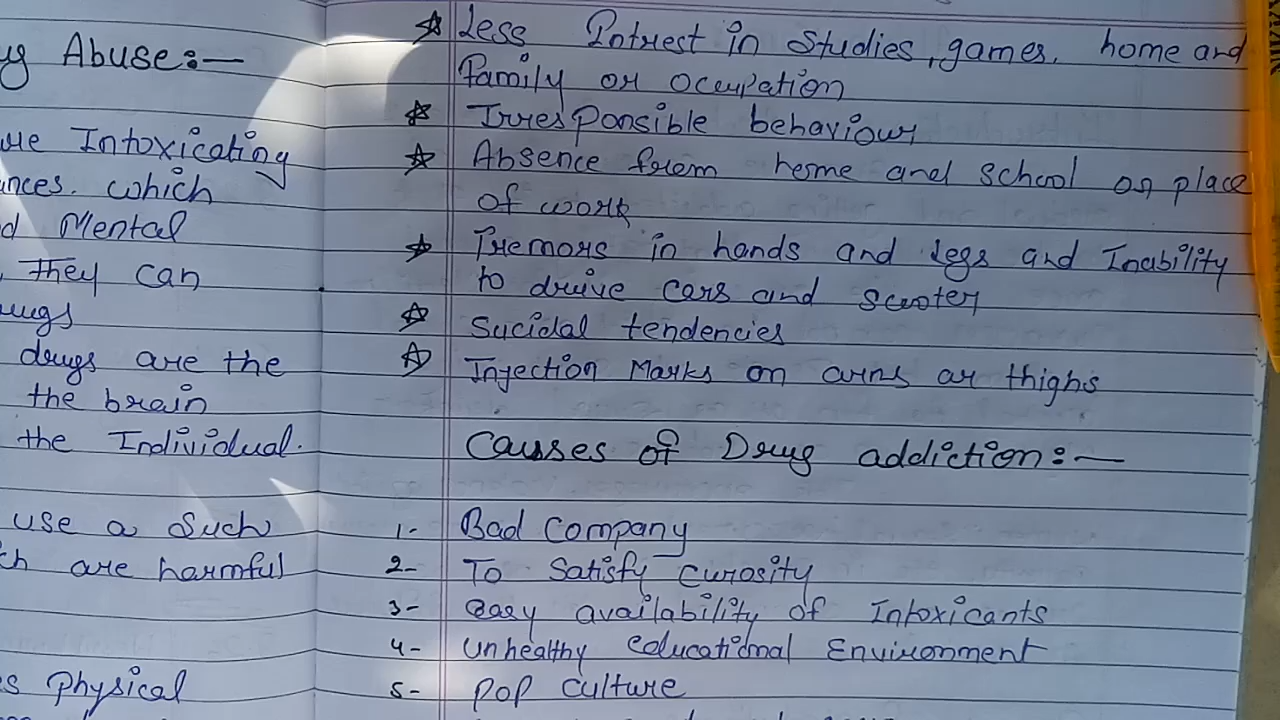 Abuse:—
Intoxicating
which
Mental
They can
drugs are the
the brain
the Individual.
use a Such
are harmful
Physical
☆ Less Intrest in Studies, games, home and
family or Occupation
☆ Irresponsible behaviour
☆ Absence from home and school or place
of work
☆ Tremors in hands and legs and Inability
to drive cars and scooter
☆ Sucidal tendencies
☆ Injection Marks on arms or thighs
Causes of Drug addiction:—
1- Bad Company
2- To Satisfy Curosity
3- easy availability of Intoxicants
4- Unhealthy educational Environment
5- POP Culture